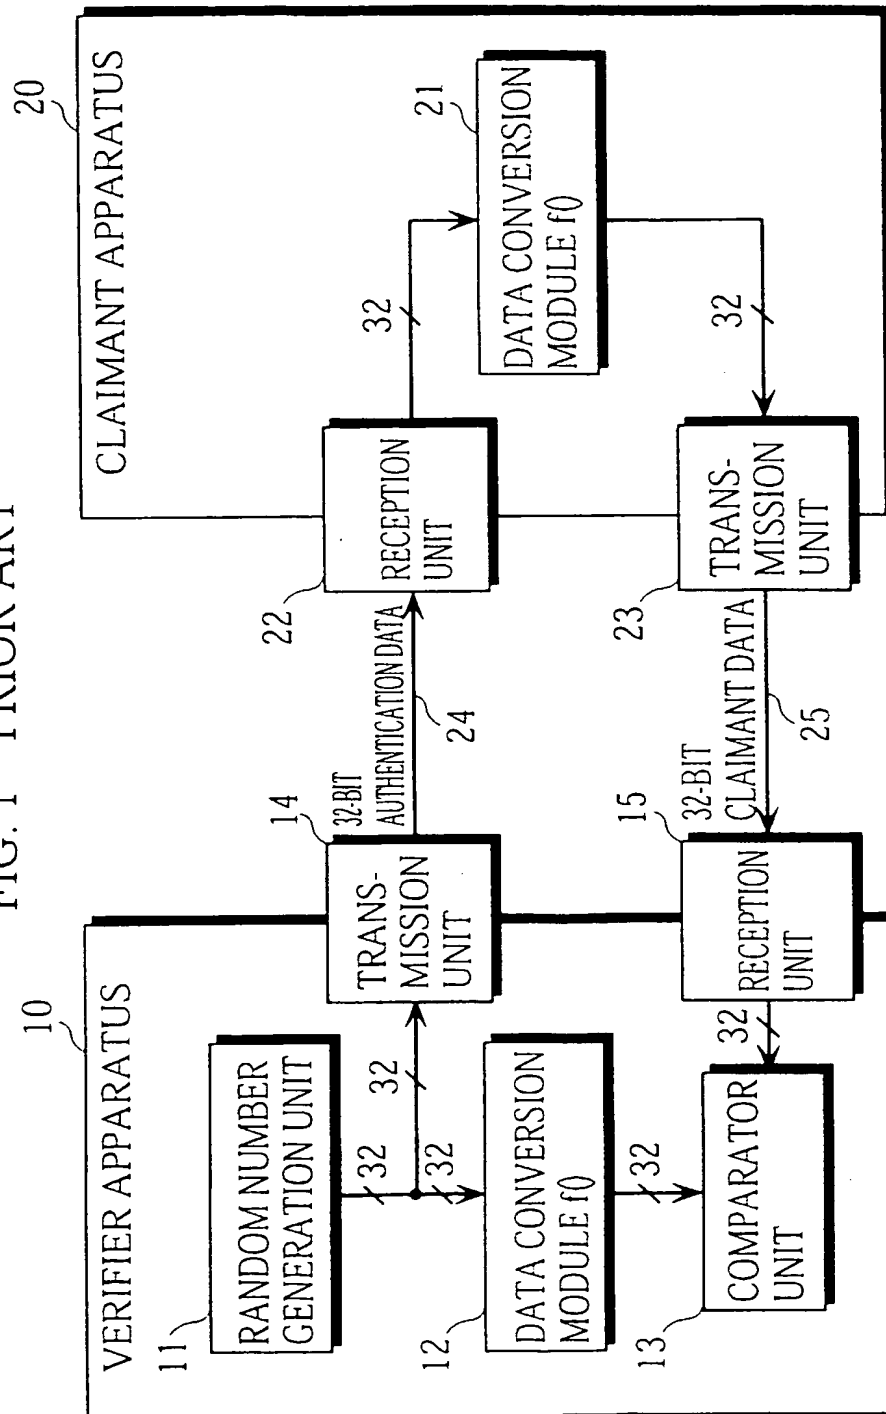 FIG. 1 PRIOR ART
10
VERIFIER APPARATUS
11
RANDOM NUMBER
GENERATION UNIT
32
32
32
12
DATA CONVERSION
MODULE f()
32
13
COMPARATOR
UNIT
14
TRANS-
MISSION
UNIT
15
RECEPTION
UNIT
32
32-BIT
AUTHENTICATION DATA
24
32-BIT
CLAIMANT DATA
25
20
CLAIMANT APPARATUS
22
RECEPTION
UNIT
32
21
DATA CONVERSION
MODULE f()
32
23
TRANS-
MISSION
UNIT